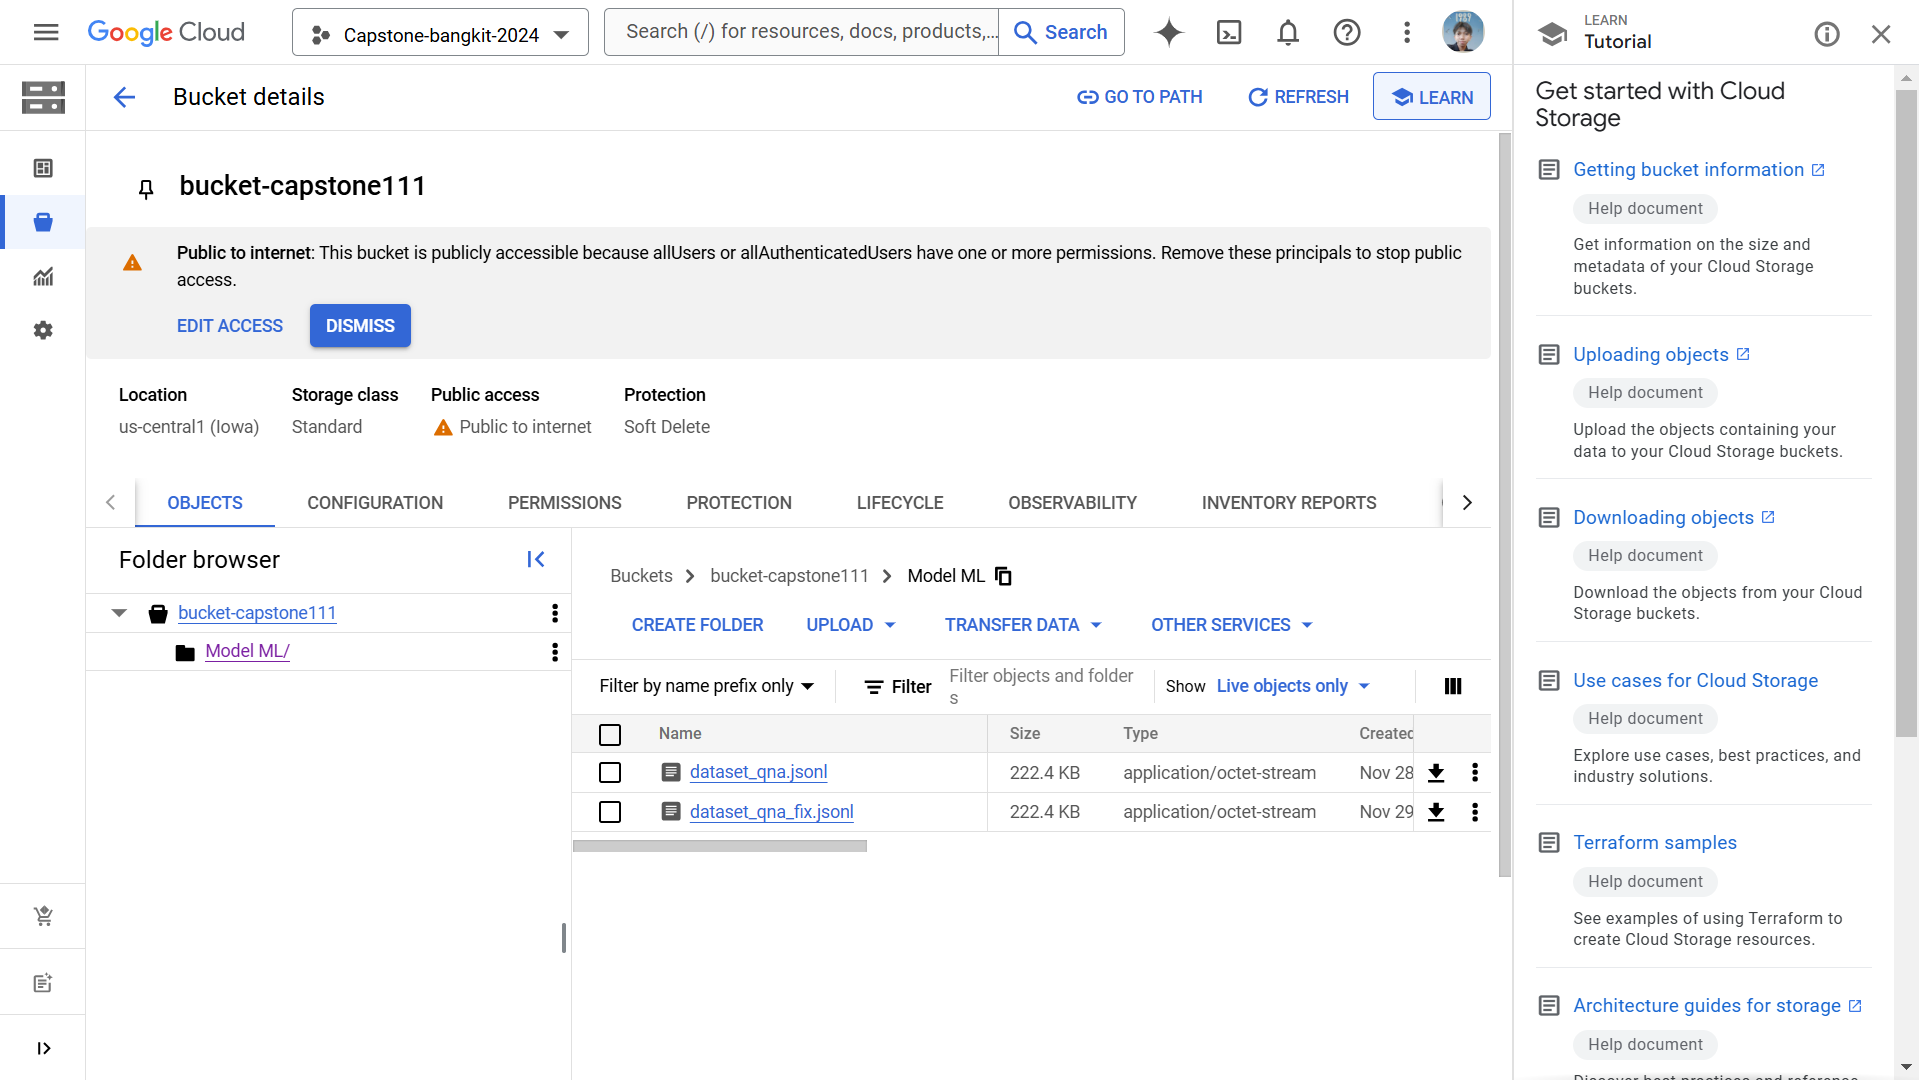 Google Cloud
Capstone-bangkit-2024
Search (/) for resources, docs, products,...
Search
LEARN
Tutorial
Bucket details
GO TO PATH
REFRESH
LEARN
bucket-capstone111
Public to internet: This bucket is publicly accessible because allUsers or allAuthenticatedUsers have one or more permissions. Remove these principals to stop public
access.
EDIT ACCESS
DISMISS
Location
Storage class
Public access
Protection
us-central1 (Iowa)
Standard
Public to internet
Soft Delete
OBJECTS
CONFIGURATION
PERMISSIONS
PROTECTION
LIFECYCLE
OBSERVABILITY
INVENTORY REPORTS
Folder browser
bucket-capstone111
Model ML/
Buckets
bucket-capstone111
Model ML
CREATE FOLDER
UPLOAD
TRANSFER DATA
OTHER SERVICES
Filter by name prefix only
Filter
Filter objects and folder
s
Show
Live objects only
Name
Size
Type
Created
dataset_qna.jsonl
222.4 KB
application/octet-stream
Nov 28
dataset_qna_fix.jsonl
222.4 KB
application/octet-stream
Nov 29
Get started with Cloud
Storage
Getting bucket information
Help document
Get information on the size and
metadata of your Cloud Storage
buckets.
Uploading objects
Help document
Upload the objects containing your
data to your Cloud Storage buckets.
Downloading objects
Help document
Download the objects from your Cloud
Storage buckets.
Use cases for Cloud Storage
Help document
Explore use cases, best practices, and
industry solutions.
Terraform samples
Help document
See examples of using Terraform to
create Cloud Storage resources.
Architecture guides for storage
Help document
Discover best practices and reference